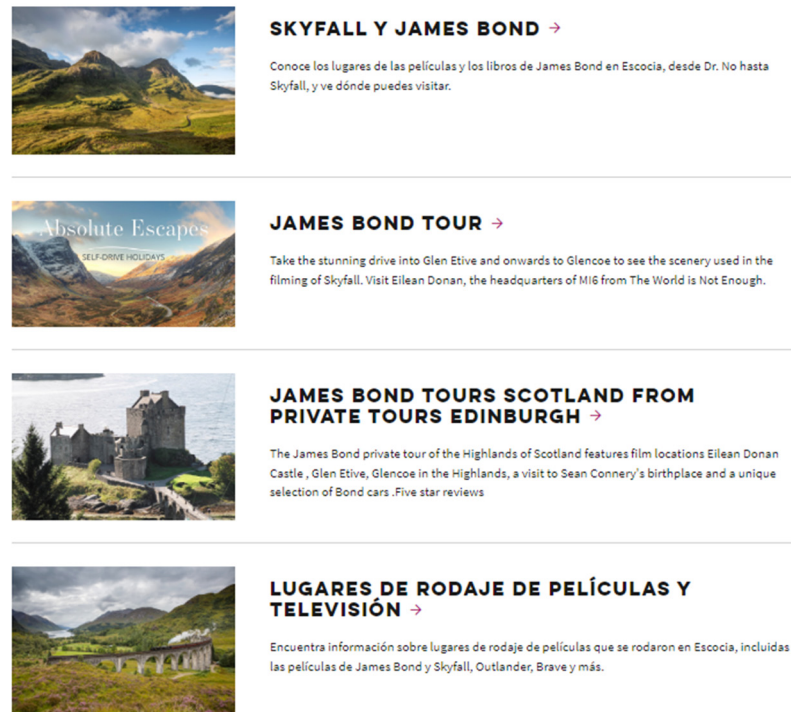 SKYFALL Y JAMES BOND →
Conoce los lugares de las películas y los libros de James Bond en Escocia, desde Dr. No hasta
Skyfall, y ve dónde puedes visitar.
Absolute Escapes
SELF-DRIVE HOLIDAYS
JAMES BOND TOUR →
Take the stunning drive into Glen Etive and onwards to Glencoe to see the scenery used in the
filming of Skyfall. Visit Eilean Donan, the headquarters of MI6 from The World is Not Enough.
JAMES BOND TOURS SCOTLAND FROM
PRIVATE TOURS EDINBURGH →
The James Bond private tour of the Highlands of Scotland features film locations Eilean Donan
Castle , Glen Etive, Glencoe in the Highlands, a visit to Sean Connery's birthplace and a unique
selection of Bond cars .Five star reviews
LUGARES DE RODAJE DE PELÍCULAS Y
TELEVISIÓN →
Encuentra información sobre lugares de rodaje de películas que se rodaron en Escocia, incluidas
las películas de James Bond y Skyfall, Outlander, Brave y más.